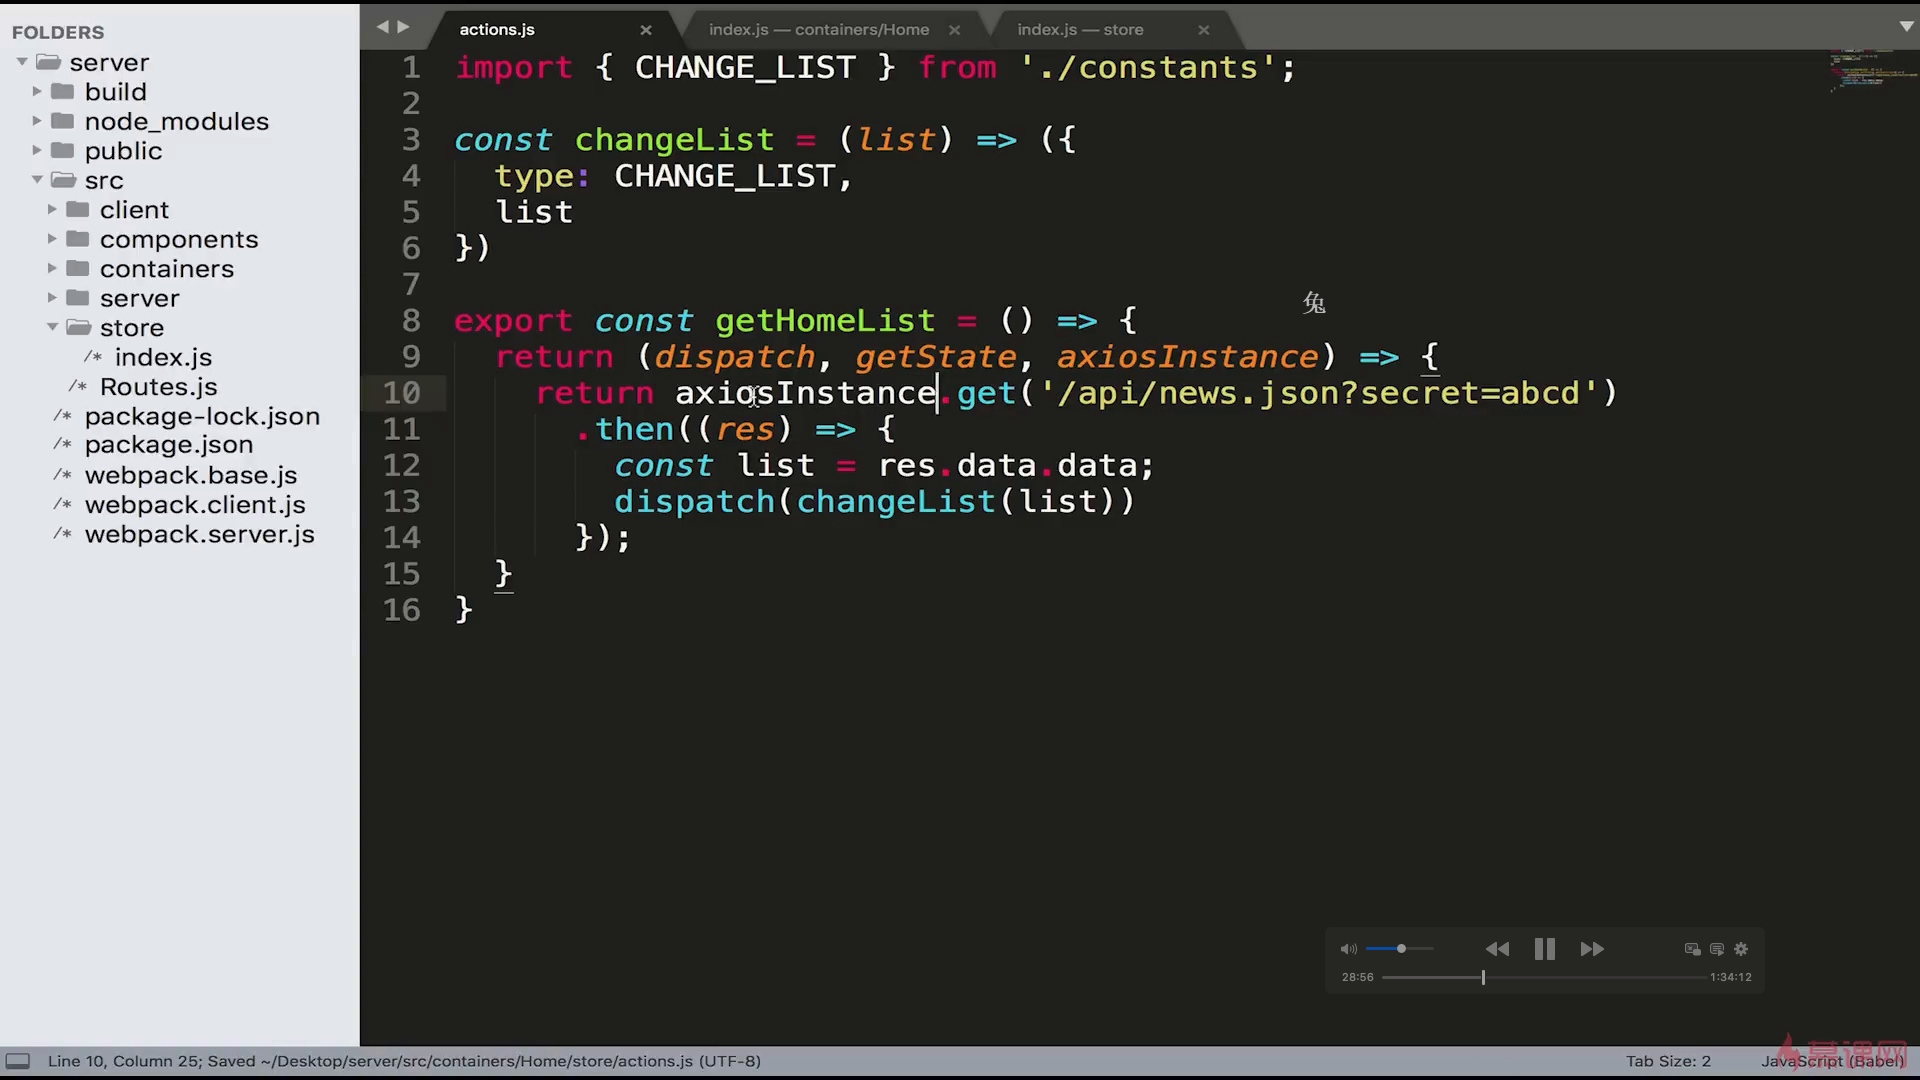 FOLDERS
server
build
node_modules
public
src
client
components
containers
server
store
/* index.js
/* Routes.js
/* package-lock.json
/* package.json
/* webpack.base.js
/* webpack.client.js
/* webpack.server.js
actions.js × index.js — containers/Home × index.js — store ×
1 import { CHANGE_LIST } from './constants';
2
3 const changeList = (list) => ({
4 type: CHANGE_LIST,
5 list
6 })
7
8 export const getHomeList = () => {
9 return (dispatch, getState, axiosInstance) => {
10 return axiosInstance.get('/api/news.json?secret=abcd')
11 .then((res) => {
12 const list = res.data.data;
13 dispatch(changeList(list))
14 });
15 }
16 }
兔
28:56 1:34:12
Line 10, Column 25; Saved ~/Desktop/server/src/containers/Home/store/actions.js (UTF-8) Tab Size: 2 JavaScript (Babel)
慕课网